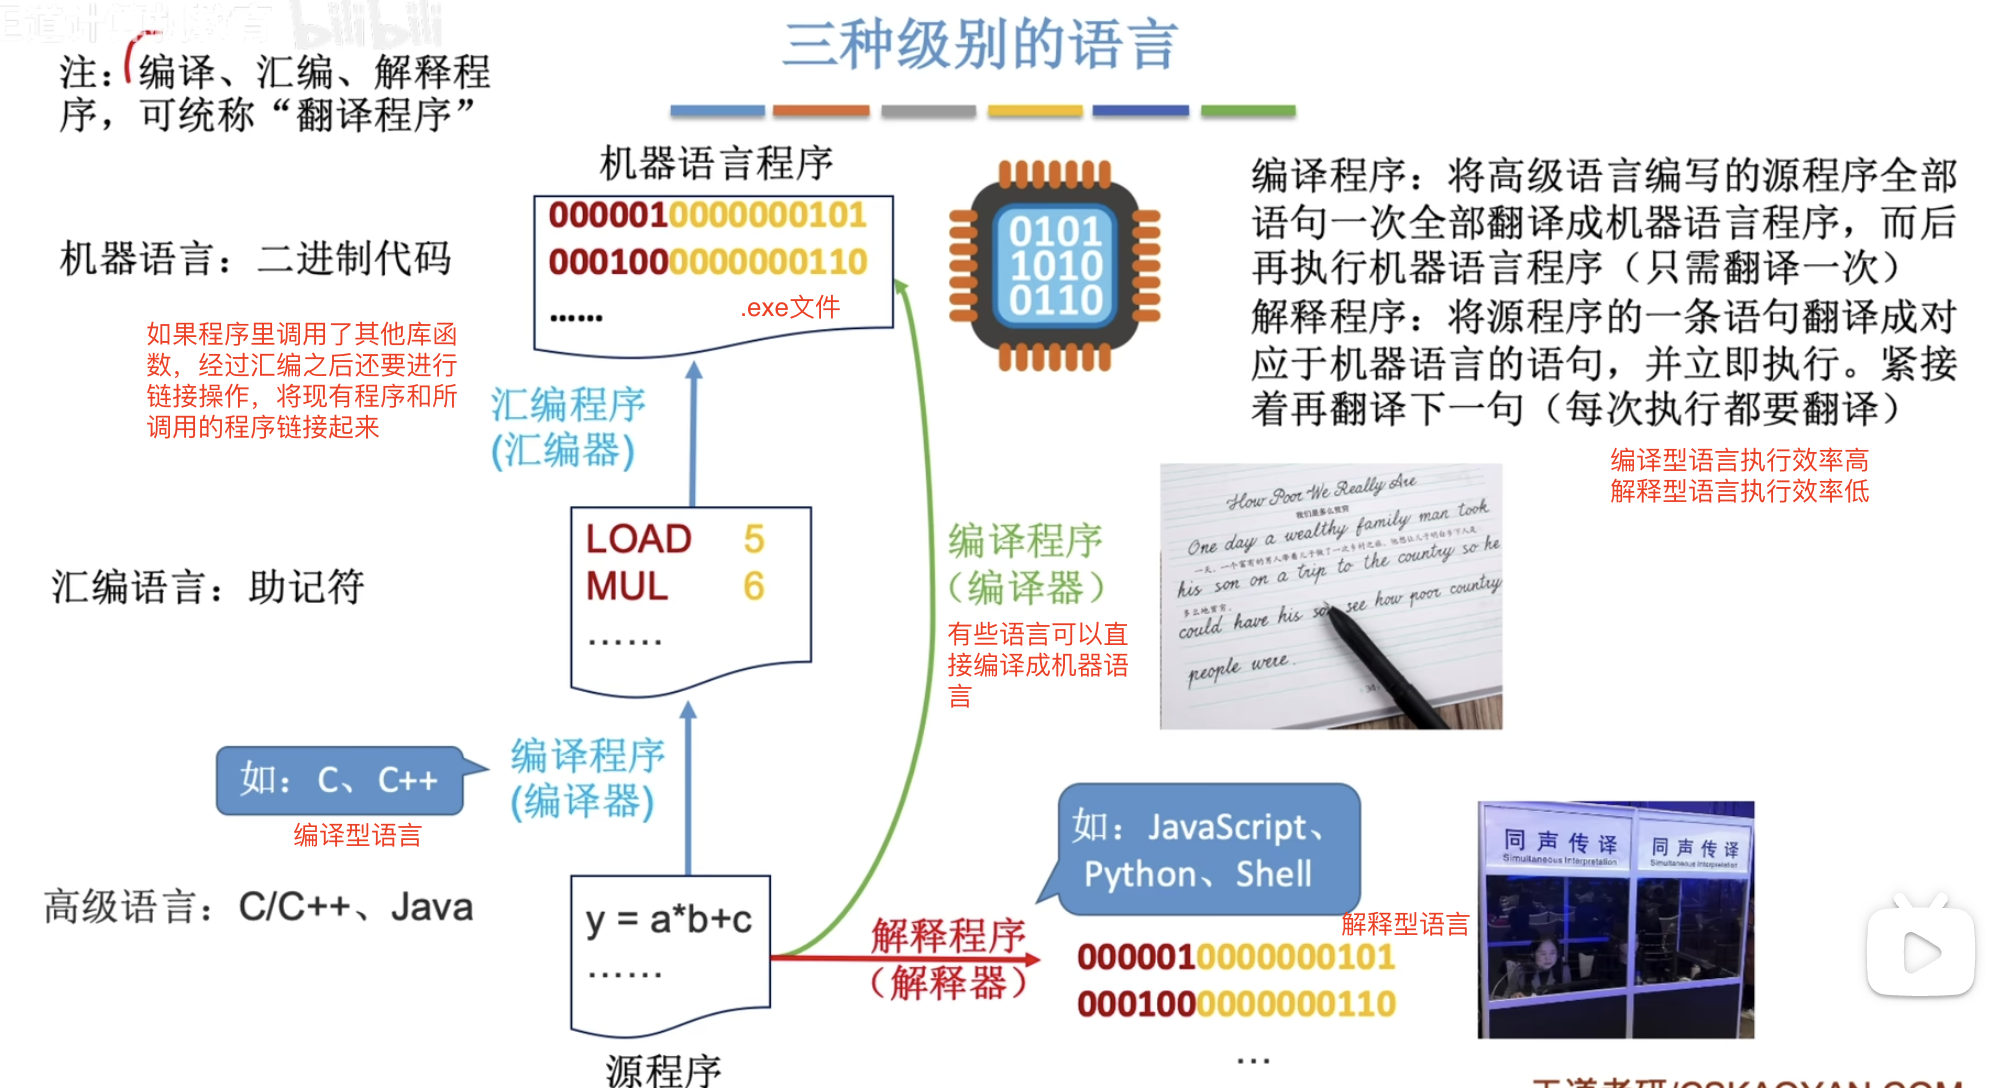 bilibili
三种级别的语言
注：编译、汇编、解释程
序，可统称“翻译程序”
机器语言程序
0000010000000101
0001000000000110
......
.exe文件
0101
1010
0110
机器语言：二进制代码
如果程序里调用了其他库函
数，经过汇编之后还要进行
链接操作，将现有程序和所
调用的程序链接起来
汇编程序
(汇编器)
编译程序：将高级语言编写的源程序全部
语句一次全部翻译成机器语言程序，而后
再执行机器语言程序（只需翻译一次）
解释程序：将源程序的一条语句翻译成对
应于机器语言的语句，并立即执行。紧接
着再翻译下一句（每次执行都要翻译）
编译型语言执行效率高
解释型语言执行效率低
汇编语言：助记符
LOAD 5
MUL 6
......
编译程序
（编译器）
有些语言可以直
接编译成机器语
言
How Poor We Really Are
我们是多么贫穷
One day a wealthy family man took
his son on a trip to the country so he
多么地贫穷。
could have his son see how poor country
people were.
如：C、C++
编译型语言
编译程序
(编译器)
高级语言：C/C++、Java
y = a*b+c
......
源程序
解释程序
（解释器）
如：JavaScript、
Python、Shell
解释型语言
0000010000000101
0001000000000110
...
同声传译
Simultaneous Interpretation
同声传译
Simultaneous Interpretation